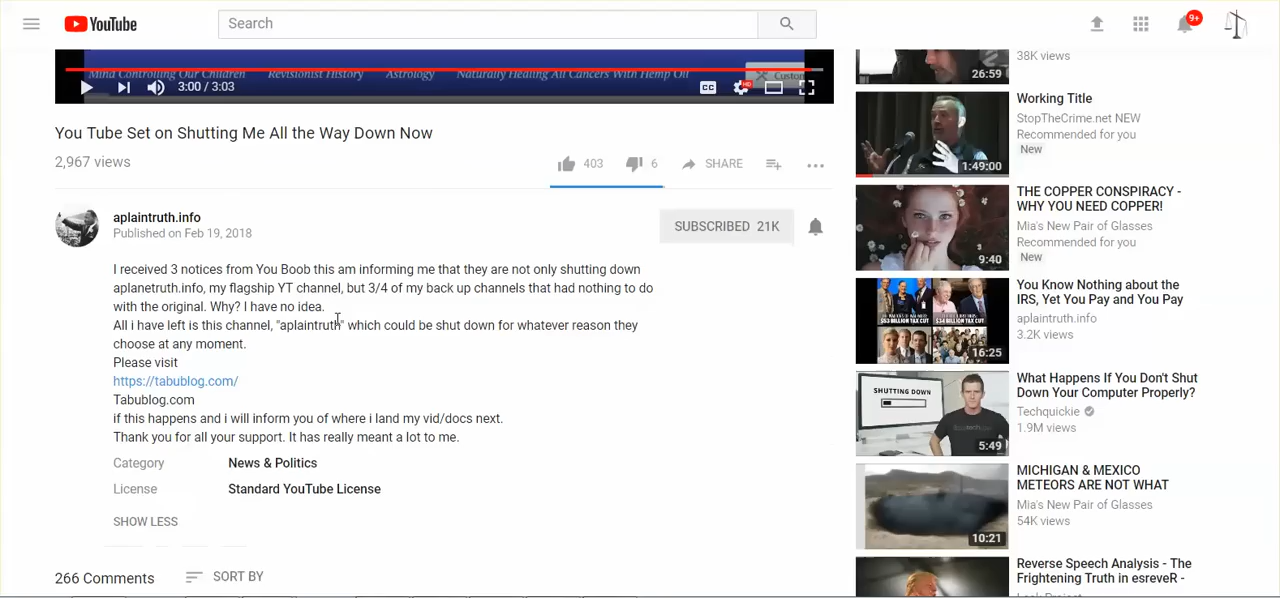 YouTube
Search
9+
Mind Controlling Our Children Revisionist History Astrology Naturally Healing All Cancers With Hemp Oil
3:00 / 3:03
CC
HD
You Tube Set on Shutting Me All the Way Down Now
2,967 views
403
6
SHARE
aplaintruth.info
Published on Feb 19, 2018
SUBSCRIBED 21K
I received 3 notices from You Boob this am informing me that they are not only shutting down
aplanetruth.info, my flagship YT channel, but 3/4 of my back up channels that had nothing to do
with the original. Why? I have no idea.
All i have left is this channel, "aplaintruth" which could be shut down for whatever reason they
choose at any moment.
Please visit
https://tabublog.com/
Tabublog.com
if this happens and i will inform you of where i land my vid/docs next.
Thank you for all your support. It has really meant a lot to me.
Category
News & Politics
License
Standard YouTube License
SHOW LESS
266 Comments
SORT BY
38K views
26:59
Working Title
StopTheCrime.net NEW
Recommended for you
New
1:49:00
THE COPPER CONSPIRACY -
WHY YOU NEED COPPER!
Mia's New Pair of Glasses
Recommended for you
New
9:40
You Know Nothing about the
IRS, Yet You Pay and You Pay
aplaintruth.info
3.2K views
16:25
What Happens If You Don't Shut
Down Your Computer Properly?
Techquickie
1.9M views
SHUTTING DOWN
5:49
MICHIGAN & MEXICO
METEORS ARE NOT WHAT
Mia's New Pair of Glasses
54K views
10:21
Reverse Speech Analysis - The
Frightening Truth in esreveR -